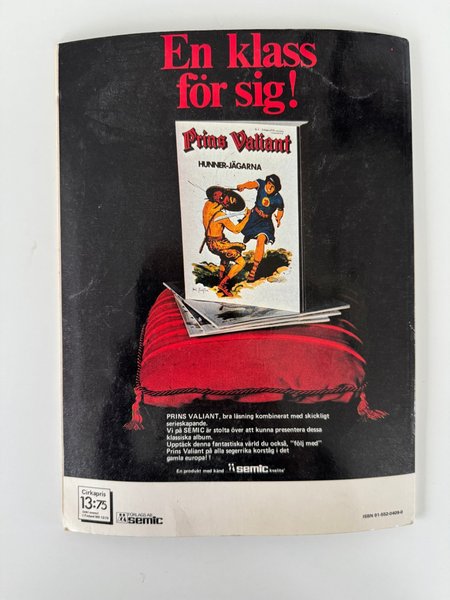 En klass
för sig!
Prins Valiant
HUNNER-JÄGARNA
PRINS VALIANT, bra läsning kombinerat med skickligt
serieskapande.
Vi på SEMIC är stolta över att kunna presentera dessa
klassiska album.
Upptäck denna fantastiska värld du också, "följ med"
Prins Valiant på alla segerrika korståg i det
gamla europa!!
En produkt med känd semic kvalité
Cirkapris
13:75
FÖRLAGS AB
semic
ISBN 91-552-0409-